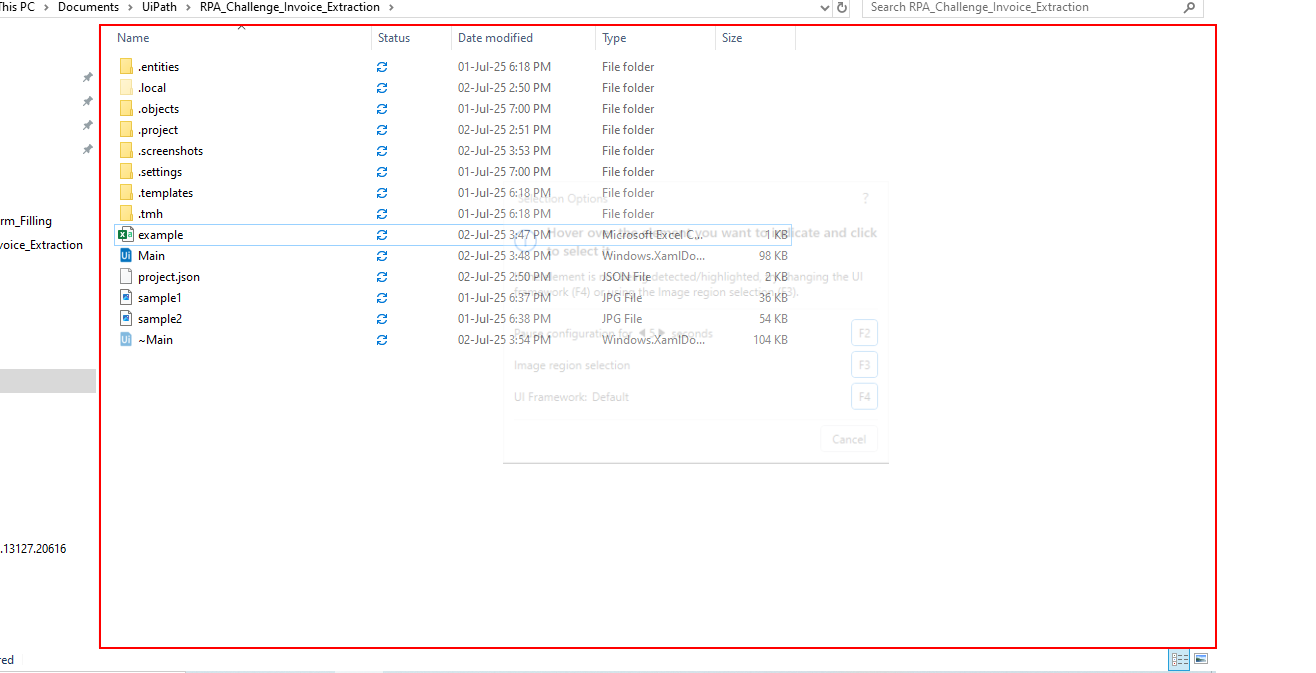 This PC > Documents > UiPath > RPA_Challenge_Invoice_Extraction >
Search RPA_Challenge_Invoice_Extraction
Name Status Date modified Type Size
.entities 01-Jul-25 6:18 PM File folder
.local 02-Jul-25 2:50 PM File folder
.objects 01-Jul-25 7:00 PM File folder
.project 02-Jul-25 2:51 PM File folder
.screenshots 02-Jul-25 3:53 PM File folder
.settings 01-Jul-25 7:00 PM File folder
.templates 01-Jul-25 6:18 PM File folder
.tmh 01-Jul-25 6:18 PM File folder
example 02-Jul-25 3:47 PM Microsoft Excel C... 1 KB
Main 02-Jul-25 3:48 PM Windows.XamlDo... 98 KB
project.json 02-Jul-25 2:50 PM JSON File 2 KB
sample1 01-Jul-25 6:37 PM JPG File 36 KB
sample2 01-Jul-25 6:38 PM JPG File 54 KB
~Main 02-Jul-25 3:54 PM Windows.XamlDo... 104 KB
rm_Filling
voice_Extraction
.13127.20616
red
Selection Options ?
Hover over the element you want to indicate and click
to select it.
element is detected/highlighted, changing the UI
framework (F4) or using the Image region selection (F3).
Pause configuration for 5 seconds F2
Image region selection F3
UI Framework: Default F4
Cancel